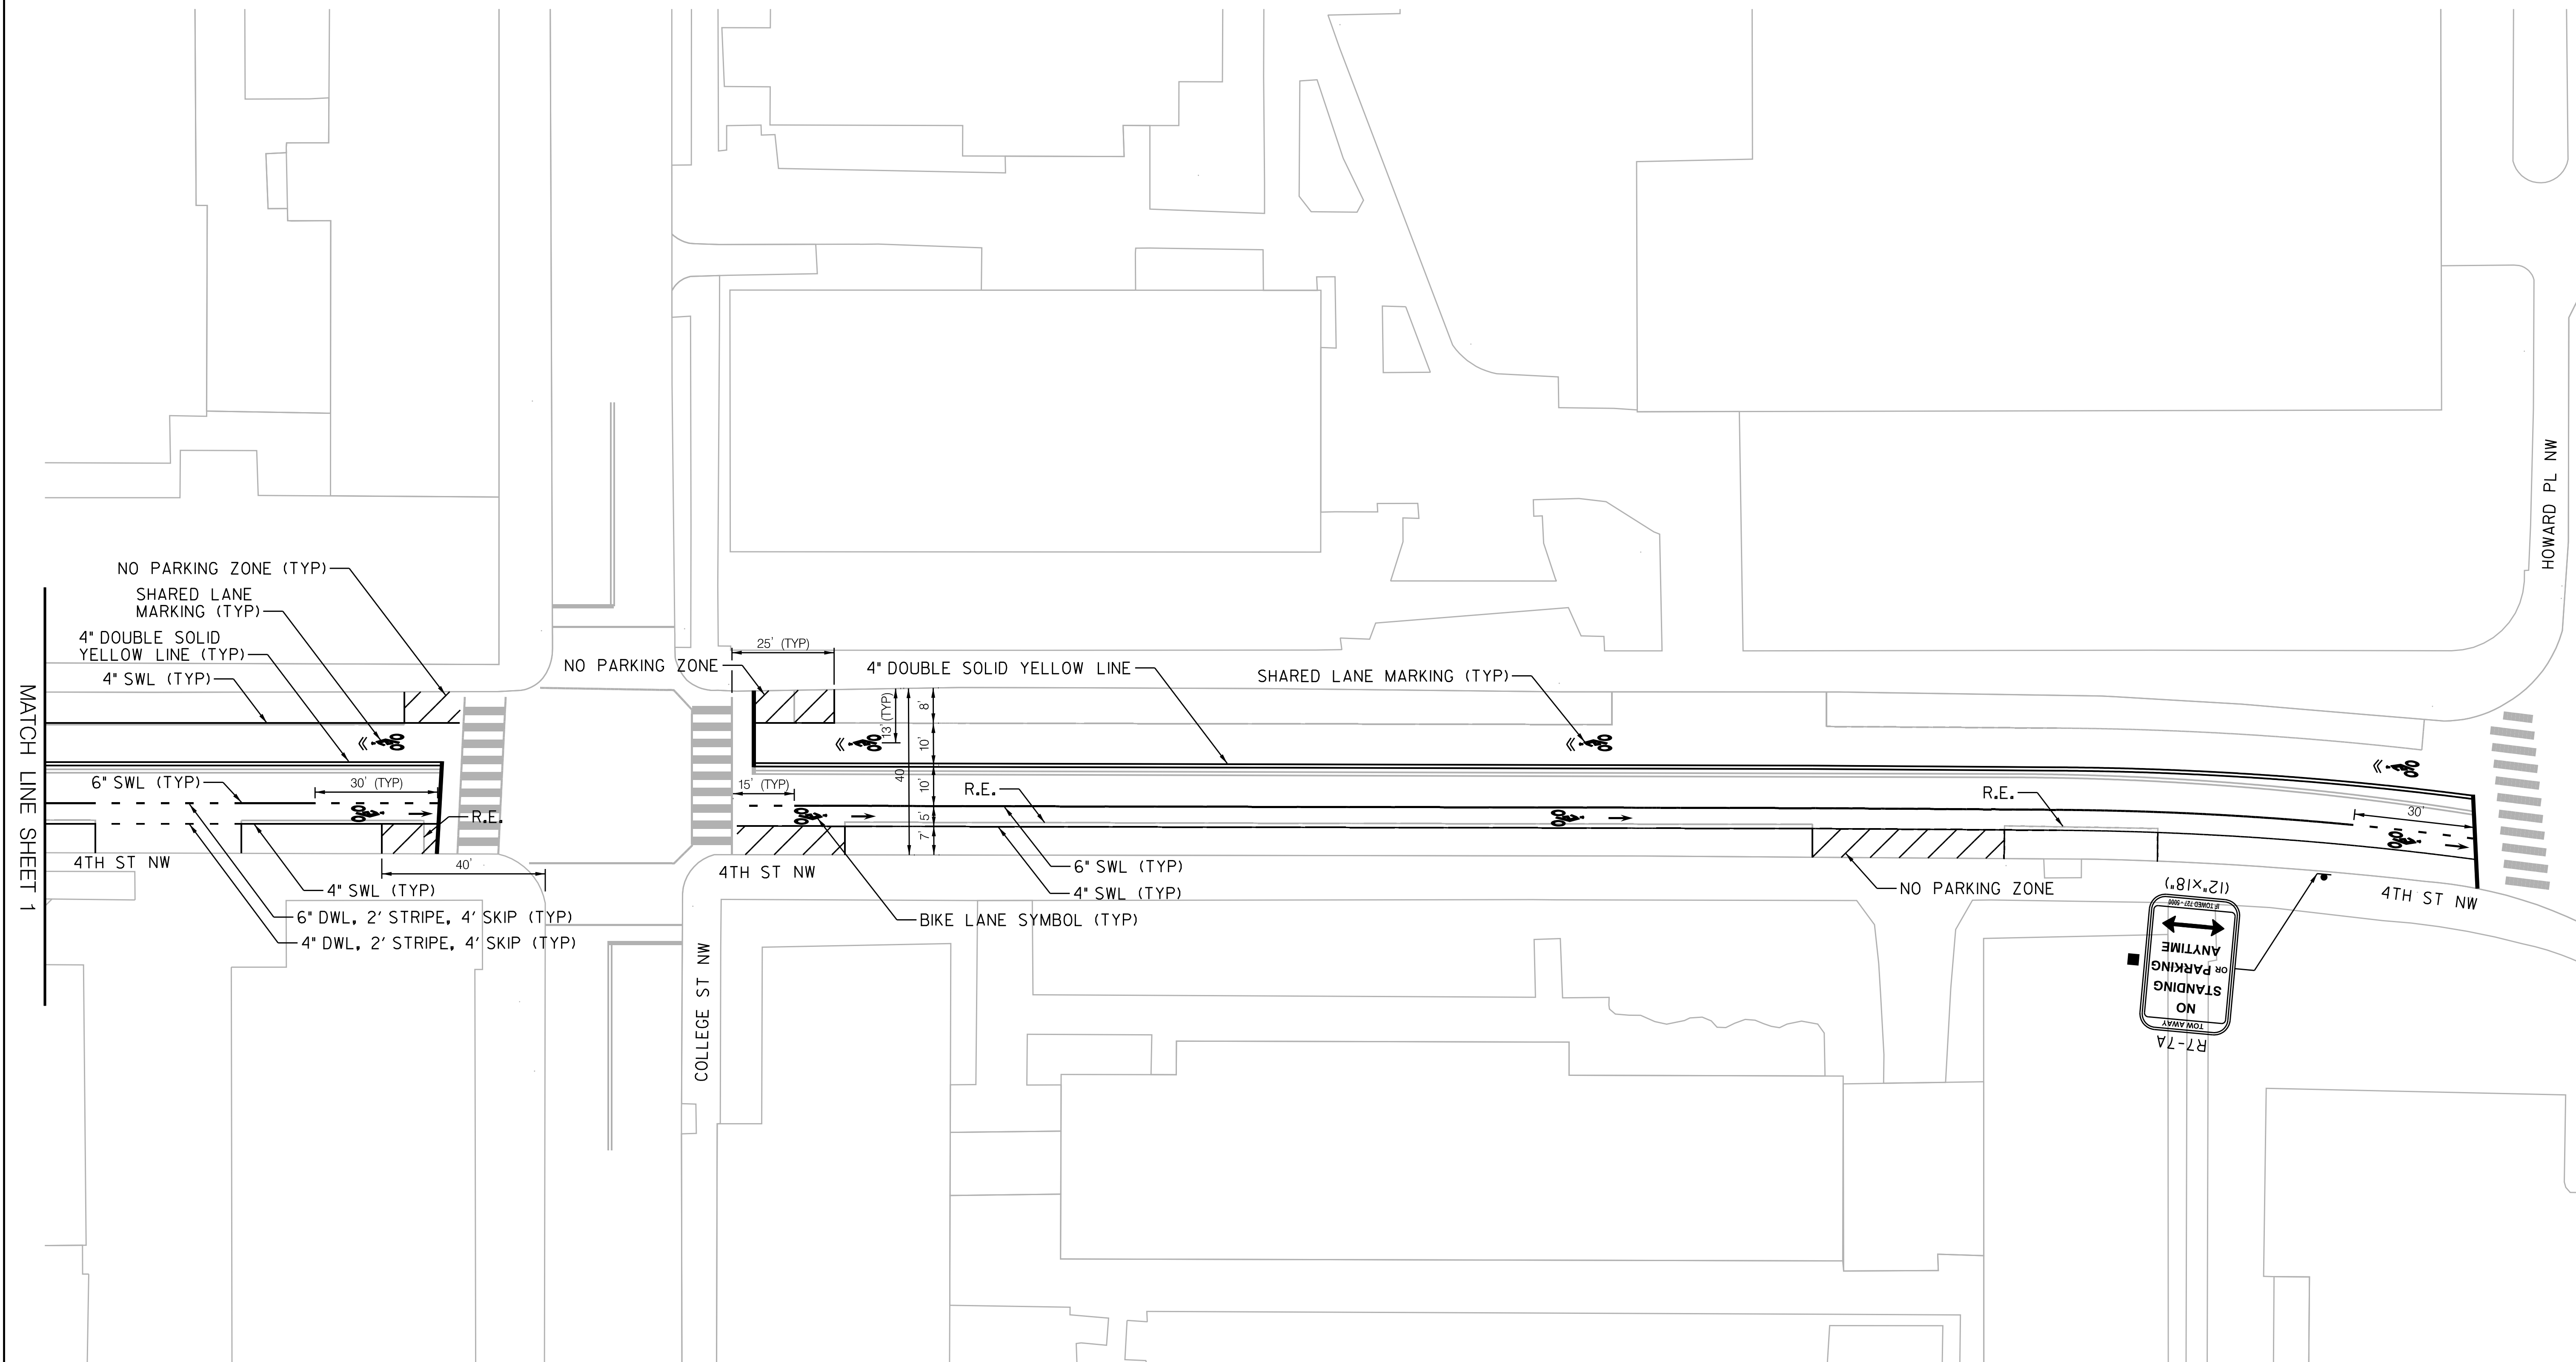 HOWARD PL NW
NO PARKING ZONE (TYP)
SHARED LANE
MARKING (TYP)
4" DOUBLE SOLID
YELLOW LINE (TYP)
4" SWL (TYP)
MATCH LINE SHEET 1
6" SWL (TYP)
30' (TYP)
R.E.
4TH ST NW
40'
4" SWL (TYP)
6" DWL, 2' STRIPE, 4' SKIP (TYP)
4" DWL, 2' STRIPE, 4' SKIP (TYP)
25' (TYP)
NO PARKING ZONE
4" DOUBLE SOLID YELLOW LINE
SHARED LANE MARKING (TYP)
13' (TYP)
8'
10'
40'
10'
5'
7'
15' (TYP)
R.E.
4TH ST NW
6" SWL (TYP)
4" SWL (TYP)
BIKE LANE SYMBOL (TYP)
COLLEGE ST NW
R.E.
30'
NO PARKING ZONE
4TH ST NW
R7-7A
TOW AWAY
NO
STANDING
OR PARKING
ANYTIME
IF TOWED 727-5000
(12"X18")